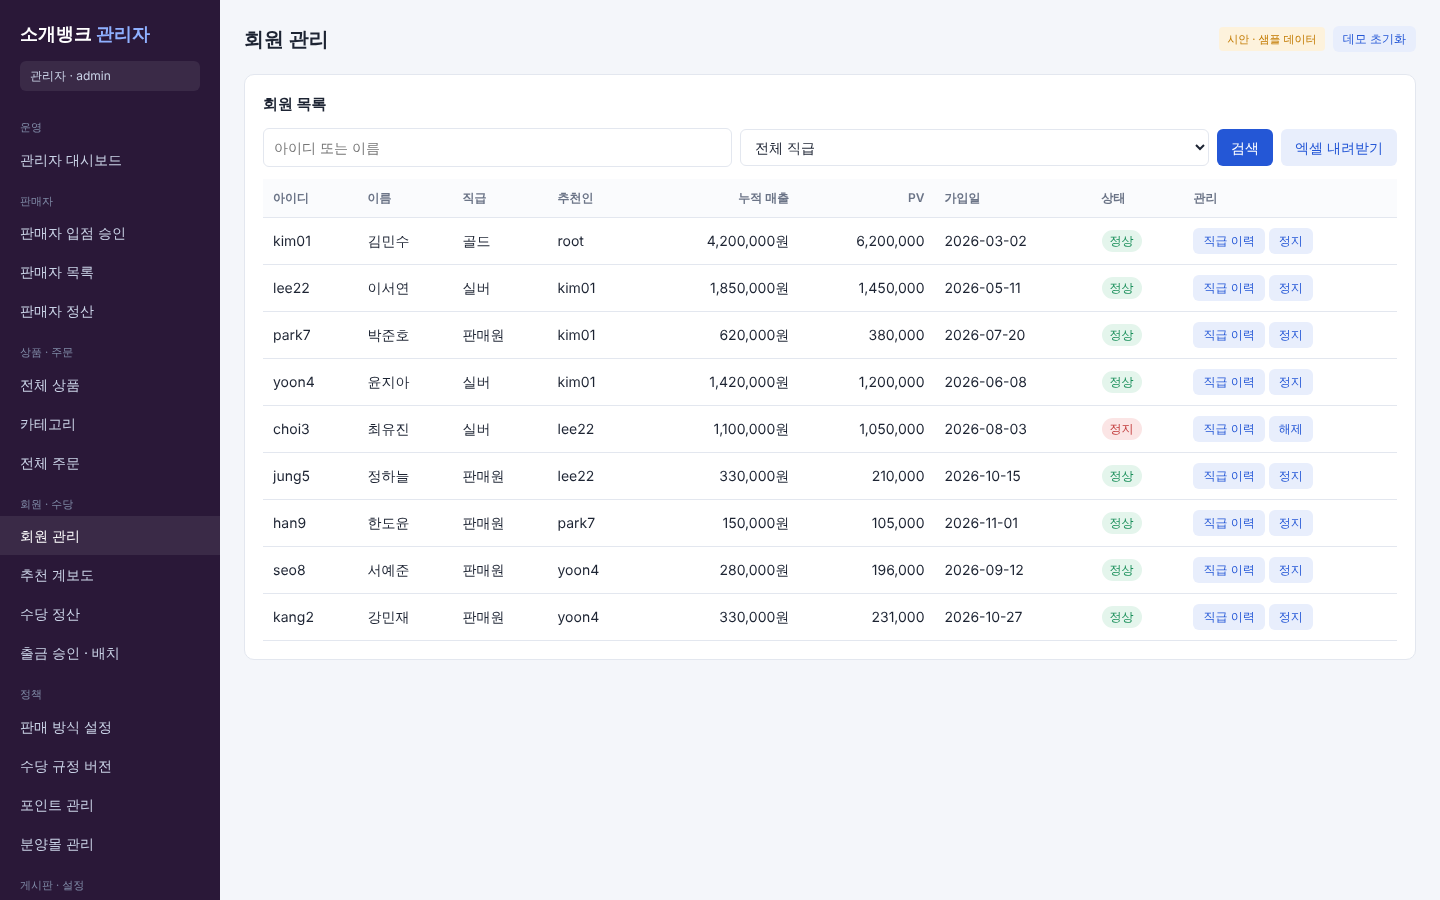 소개뱅크 관리자
관리자 · admin
운영
관리자 대시보드
판매자
판매자 입점 승인
판매자 목록
판매자 정산
상품 · 주문
전체 상품
카테고리
전체 주문
회원 · 수당
회원 관리
추천 계보도
수당 정산
출금 승인 · 배치
정책
판매 방식 설정
수당 규정 버전
포인트 관리
분양몰 관리
게시판 · 설정
회원 관리
시안 · 샘플 데이터
데모 초기화
회원 목록
아이디 또는 이름
전체 직급
검색
엑셀 내려받기
아이디 이름 직급 추천인 누적 매출 PV 가입일 상태 관리
kim01 김민수 골드 root 4,200,000원 6,200,000 2026-03-02 정상 직급 이력 정지
lee22 이서연 실버 kim01 1,850,000원 1,450,000 2026-05-11 정상 직급 이력 정지
park7 박준호 판매원 kim01 620,000원 380,000 2026-07-20 정상 직급 이력 정지
yoon4 윤지아 실버 kim01 1,420,000원 1,200,000 2026-06-08 정상 직급 이력 정지
choi3 최유진 실버 lee22 1,100,000원 1,050,000 2026-08-03 정지 직급 이력 해제
jung5 정하늘 판매원 lee22 330,000원 210,000 2026-10-15 정상 직급 이력 정지
han9 한도윤 판매원 park7 150,000원 105,000 2026-11-01 정상 직급 이력 정지
seo8 서예준 판매원 yoon4 280,000원 196,000 2026-09-12 정상 직급 이력 정지
kang2 강민재 판매원 yoon4 330,000원 231,000 2026-10-27 정상 직급 이력 정지